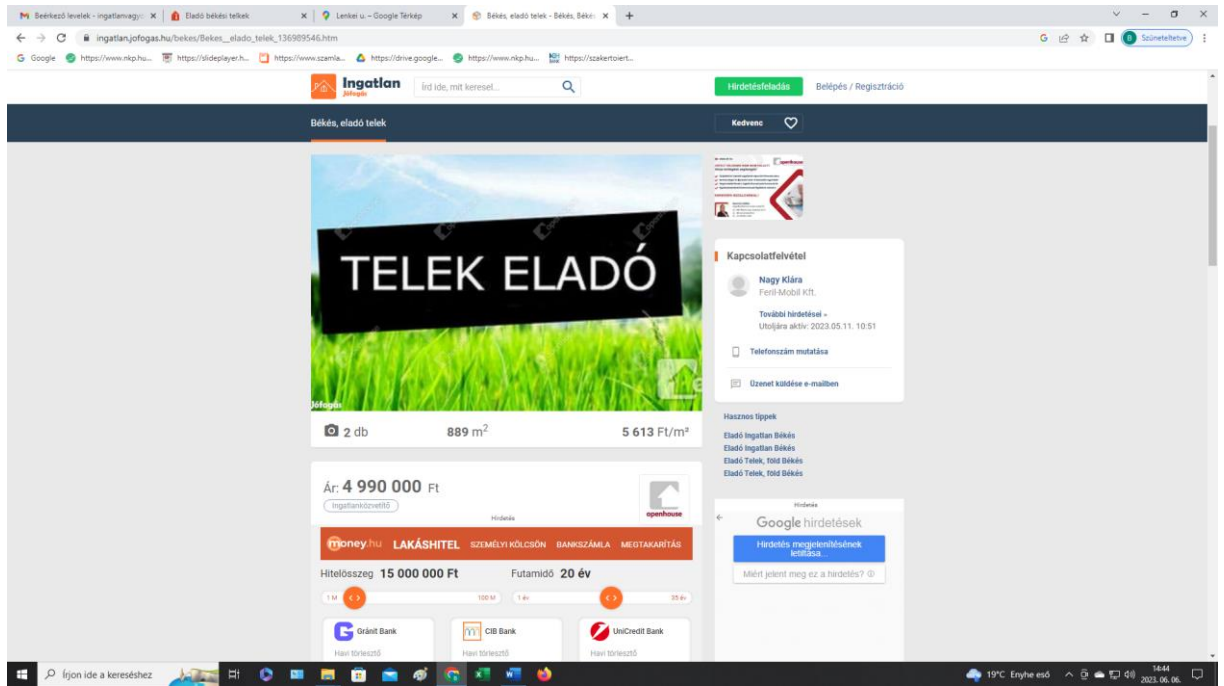 Beérkező levelek - ingatlanvagyo
Eladó békési telkek
Lenkei u. – Google Térkép
Békés, eladó telek - Békés, Béké
ingatlan.jofogas.hu/bekes/Bekes__elado_telek_136989546.htm
Szüneteltetve
Google
https://www.nkp.hu...
https://slideplayer.h...
https://www.szamla...
https://drive.google...
https://www.nkp.hu...
https://szakertoiert...
Ingatlan
Jófogás
Írd ide, mit keresel...
Hirdetésfeladás
Belépés / Regisztráció
Békés, eladó telek
Kedvenc
TELEK ELADÓ
Jófogás
2 db
889 m²
5 613 Ft/m²
Ár: 4 990 000 Ft
Ingatlanközvetítő
openhouse
Hirdetés
money.hu LAKÁSHITEL SZEMÉLYI KÖLCSÖN BANKSZÁMLA MEGTAKARÍTÁS
Hitelösszeg 15 000 000 Ft
Futamidő 20 év
1 M
100 M
1 év
35 év
Gránit Bank
Havi törlesztő
CIB Bank
Havi törlesztő
UniCredit Bank
Havi törlesztő
openhouse
Kapcsolatfelvétel
Nagy Klára
Feril-Mobil Kft.
További hirdetései »
Utoljára aktív: 2023.05.11. 10:51
Telefonszám mutatása
Üzenet küldése e-mailben
Hasznos tippek
Eladó Ingatlan Békés
Eladó Ingatlan Békés
Eladó Telek, föld Békés
Eladó Telek, föld Békés
Hirdetés
Google hirdetések
Hirdetés megjelenítésének
letiltása...
Miért jelent meg ez a hirdetés?
Írjon ide a kereséshez
19°C Enyhe eső
14:44
2023. 06. 06.